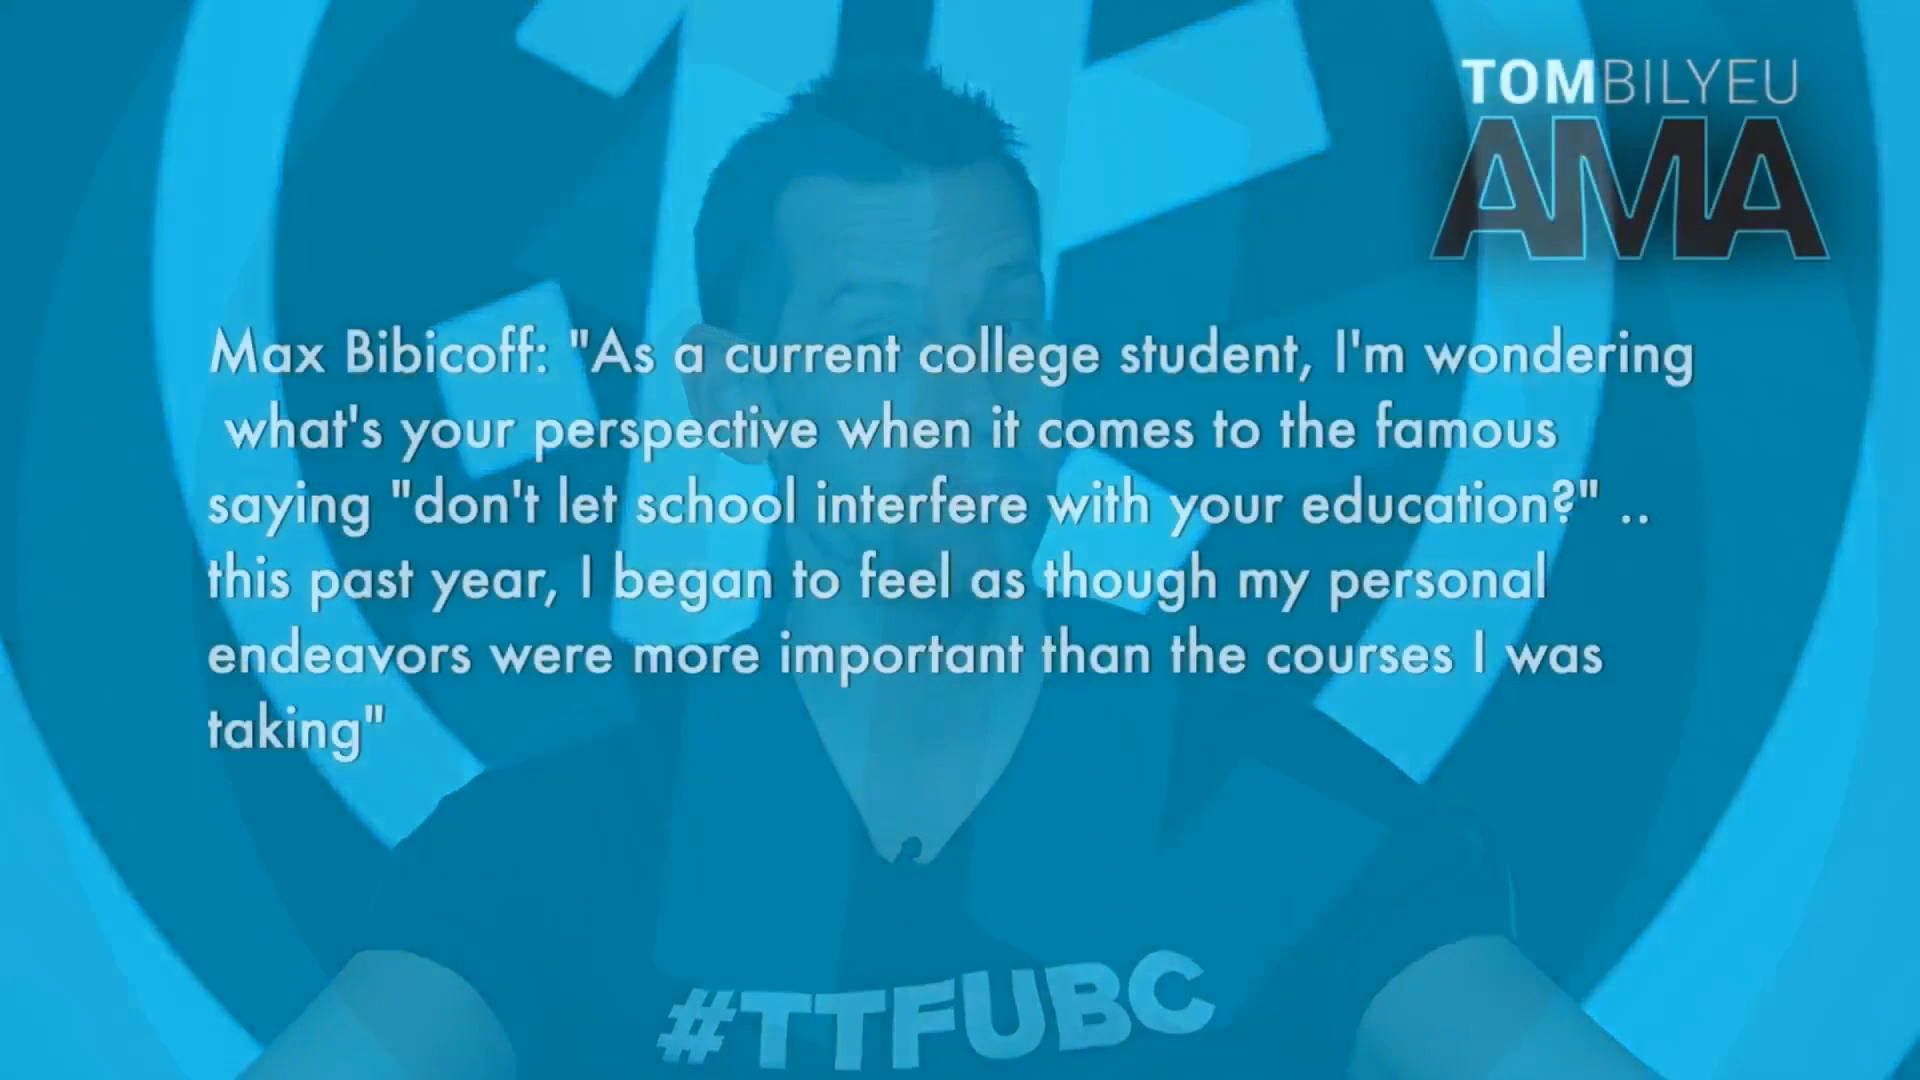 TOMBILYEU
AMA
Max Bibicoff: "As a current college student, I'm wondering
what's your perspective when it comes to the famous
saying "don't let school interfere with your education?" ..
this past year, I began to feel as though my personal
endeavors were more important than the courses I was
taking"
#TTFUBC